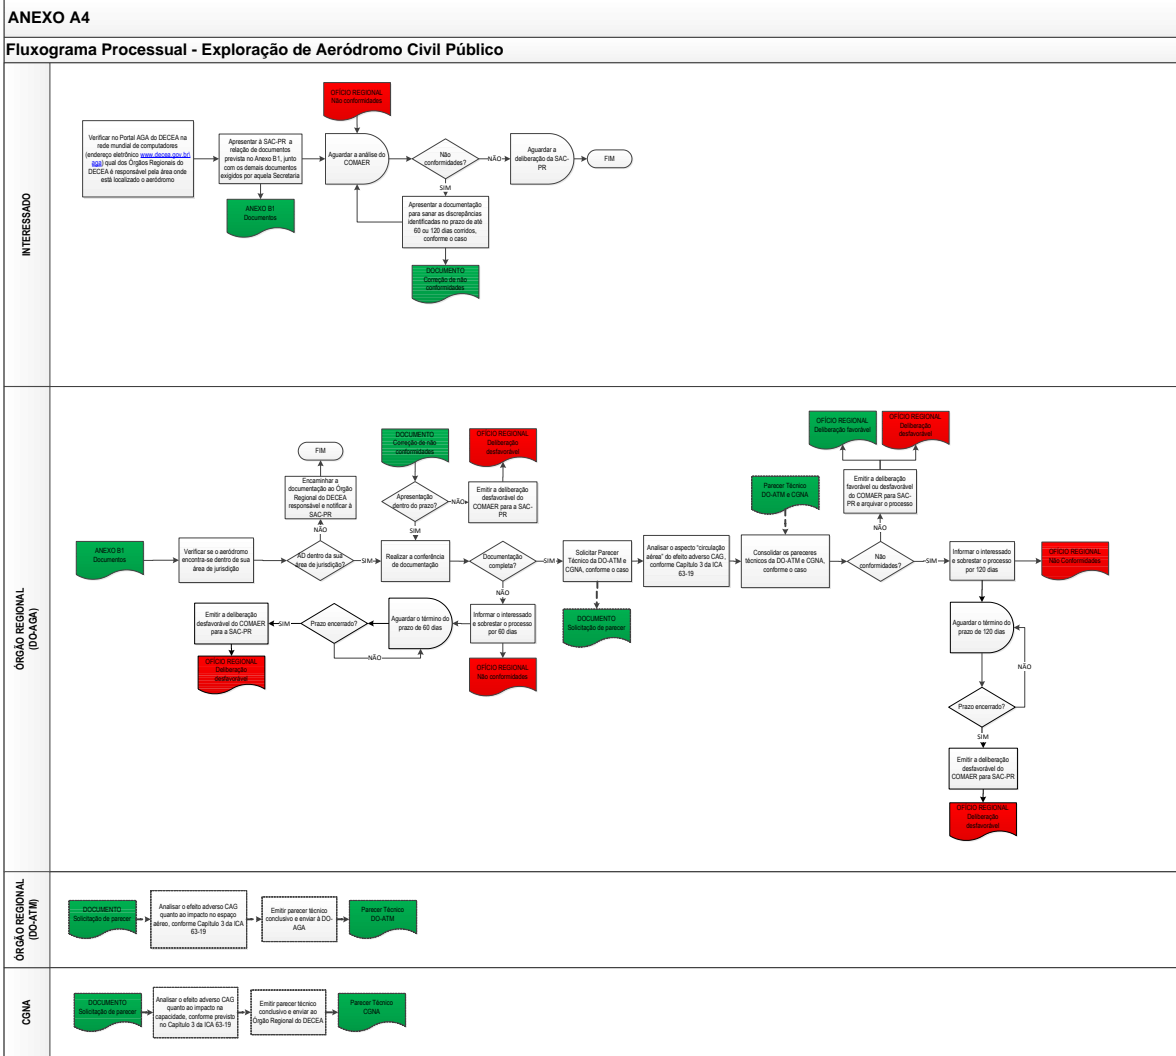 ANEXO A4
Fluxograma Processual - Exploração de Aeródromo Civil Público
INTERESSADO
OFÍCIO REGIONAL
Não conformidades
Verificar no Portal AGA do DECEA na
rede mundial de computadores
(endereço eletrônico www.decea.gov.br\
aga) qual dos Órgãos Regionais do
DECEA é responsável pela área onde
está localizado o aeródromo
Apresentar à SAC-PR a
relação de documentos
prevista no Anexo B1, junto
com os demais documentos
exigidos por aquela Secretaria
Aguardar a análise do
COMAER
Não
conformidades?
NÃO
Aguardar a
deliberação da SAC-
PR
FIM
SIM
ANEXO B1
Documentos
Apresentar a documentação
para sanar as discrepâncias
identificadas no prazo de até
60 ou 120 dias corridos,
conforme o caso
DOCUMENTO
Correção de não
conformidades
ÓRGÃO REGIONAL
(DO-AGA)
OFÍCIO REGIONAL
Deliberação favorável
OFÍCIO REGIONAL
Deliberação
desfavorável
FIM
DOCUMENTO
Correção de não
conformidades
OFÍCIO REGIONAL
Deliberação
desfavorável
Encaminhar a
documentação ao Órgão
Regional do DECEA
responsável e notificar à
SAC-PR
Apresentação
dentro do prazo?
NÃO
Emitir a deliberação
desfavorável do
COMAER para a SAC-
PR
Parecer Técnico
DO-ATM e CGNA
Emitir a deliberação
favorável ou desfavorável
do COMAER para SAC-
PR e arquivar o processo
NÃO
SIM
NÃO
ANEXO B1
Documentos
Verificar se o aeródromo
encontra-se dentro de sua
área de jurisdição
AD dentro da sua
área de jurisdição?
SIM
Realizar a conferência
de documentação
Documentação
completa?
SIM
Solicitar Parecer
Técnico da DO-ATM e
CGNA, conforme o caso
Analisar o aspecto "circulação
aérea" do efeito adverso CAG,
conforme Capítulo 3 da ICA
63-19
Consolidar os pareceres
técnicos da DO-ATM e CGNA,
conforme o caso
Não
conformidades?
SIM
Informar o interessado
e sobrestar o processo
por 120 dias
OFÍCIO REGIONAL
Não Conformidades
NÃO
Emitir a deliberação
desfavorável do COMAER
para a SAC-PR
SIM
Prazo encerrado?
Aguardar o término do
prazo de 60 dias
Informar o interessado
e sobrestar o processo
por 60 dias
DOCUMENTO
Solicitação de parecer
Aguardar o término do
prazo de 120 dias
NÃO
OFÍCIO REGIONAL
Deliberação
desfavorável
OFÍCIO REGIONAL
Não conformidades
NÃO
Prazo encerrado?
SIM
Emitir a deliberação
desfavorável do
COMAER para SAC-PR
OFÍCIO REGIONAL
Deliberação
desfavorável
ÓRGÃO REGIONAL
(DO-ATM)
DOCUMENTO
Solicitação de parecer
Analisar o efeito adverso CAG
quanto ao impacto no espaço
aéreo, conforme Capítulo 3 da ICA
63-19
Emitir parecer técnico
conclusivo e enviar à DO-
AGA
Parecer Técnico
DO-ATM
CGNA
DOCUMENTO
Solicitação de parecer
Analisar o efeito adverso CAG
quanto ao impacto na
capacidade, conforme previsto
no Capítulo 3 da ICA 63-19
Emitir parecer técnico
conclusivo e enviar ao
Órgão Regional do DECEA
Parecer Técnico
CGNA